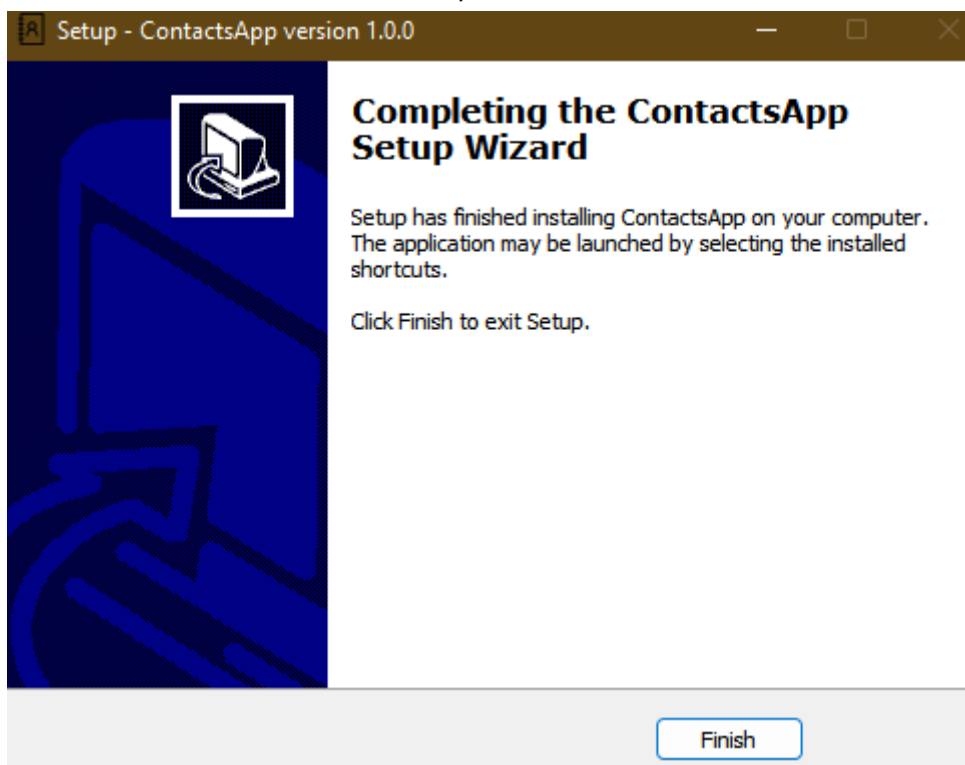 Setup - ContactsApp version 1.0.0
Completing the ContactsApp
Setup Wizard
Setup has finished installing ContactsApp on your computer.
The application may be launched by selecting the installed
shortcuts.
Click Finish to exit Setup.
Finish